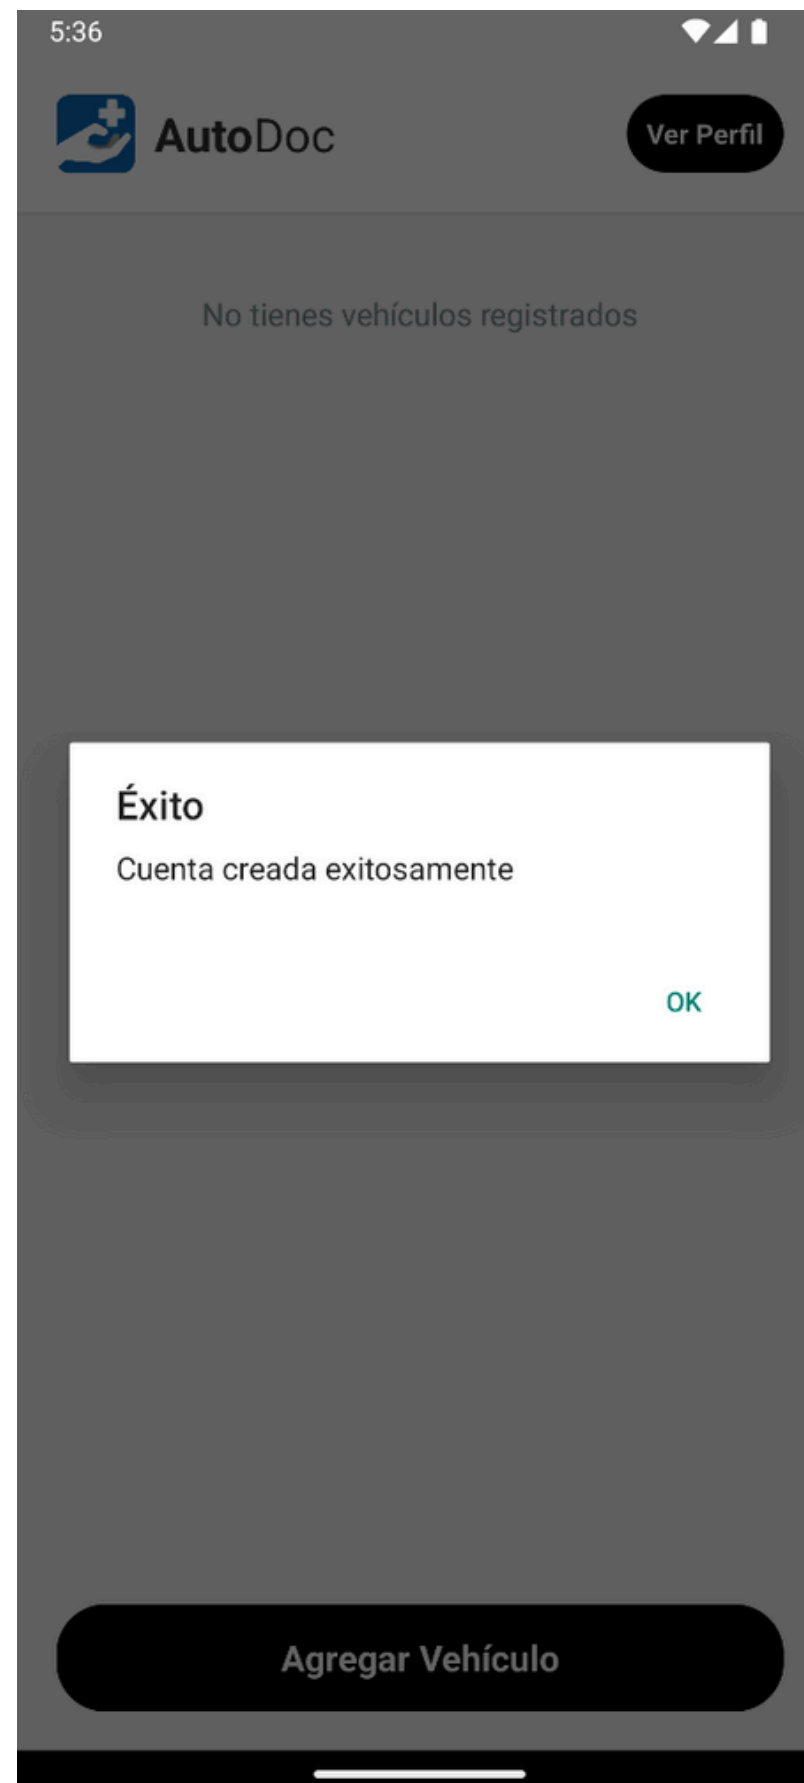 5:36
AutoDoc
Ver Perfil
No tienes vehículos registrados
Éxito
Cuenta creada exitosamente
OK
Agregar Vehículo